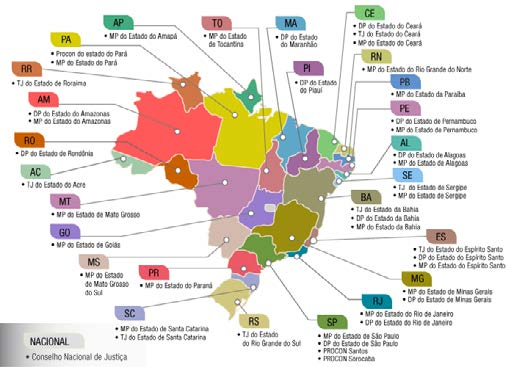 AP
• MP do Estado do Amapá
PA
• Procon do estado do Pará
• MP do Estado do Pará
RR
• TJ do Estado de Roraima
AM
• DP do Estado do Amazonas
• MP do Estado do Amazonas
RO
• DP do Estado de Rondônia
AC
• TJ do Estado do Acre
MT
• MP do Estado de Mato Grosso
GO
• MP do Estado de Goiás
MS
• MP do Estado
de Mato Grosso
do Sul
PR
• MP do Estado do Paraná
SC
• MP do Estado de Santa Catarina
• TJ do Estado de Santa Catarina
RS
• TJ do Estado
do Rio Grande do Sul
TO
• MP do Estado
de Tocantins
MA
• DP do Estado
do Maranhão
PI
• DP do Estado
do Piauí
CE
• DP do Estado do Ceará
• TJ do Estado do Ceará
• MP do Estado do Ceará
RN
• MP do Estado do Rio Grande do Norte
PB
• MP do Estado da Paraíba
PE
• DP do Estado de Pernambuco
• MP do Estado de Pernambuco
AL
• DP do Estado de Alagoas
• MP do Estado de Alagoas
SE
• TJ do Estado de Sergipe
• MP do Estado de Sergipe
BA
• TJ do Estado da Bahia
• DP do Estado da Bahia
• MP do Estado da Bahia
ES
• TJ do Estado do Espírito Santo
• DP do Estado do Espírito Santo
• MP do Estado do Espírito Santo
MG
• MP do Estado de Minas Gerais
• DP do Estado de Minas Gerais
RJ
• MP do Estado do Rio de Janeiro
• DP do Estado do Rio de Janeiro
SP
• MP do Estado de São Paulo
• DP do Estado de São Paulo
• PROCON Santos
• PROCON Sorocaba
NACIONAL
• Conselho Nacional de Justiça